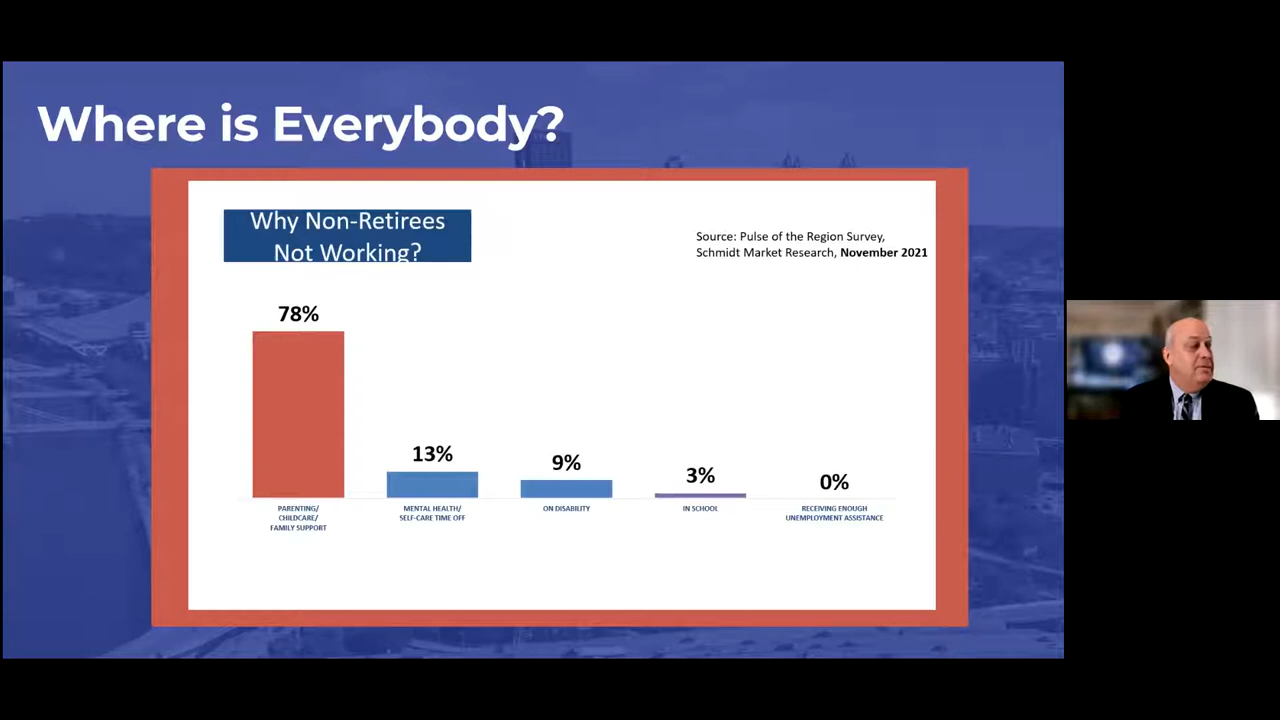 Where is Everybody?
Why Non-Retirees
Not Working?
Source: Pulse of the Region Survey,
Schmidt Market Research, November 2021
78%
13%
9%
3%
0%
PARENTING/
CHILDCARE/
FAMILY SUPPORT
MENTAL HEALTH/
SELF-CARE TIME OFF
ON DISABILITY
IN SCHOOL
RECEIVING ENOUGH
UNEMPLOYMENT ASSISTANCE